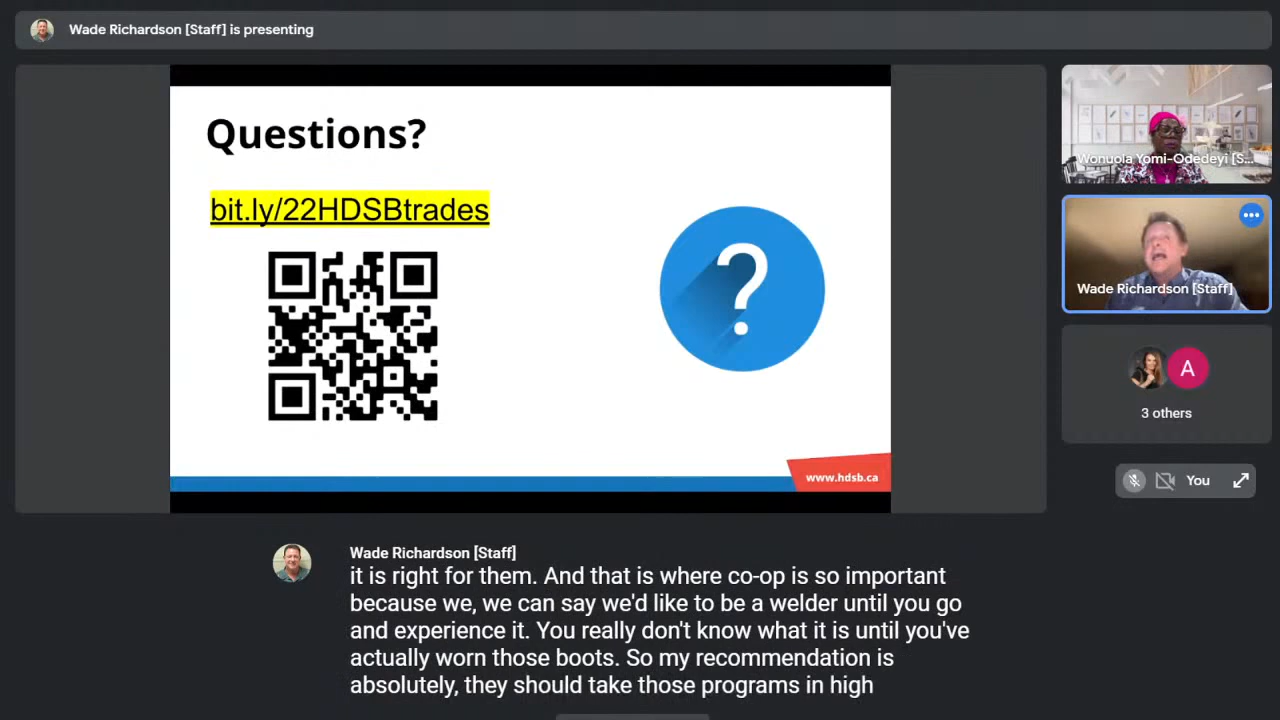 Wade Richardson [Staff] is presenting
Questions?
bit.ly/22HDSBtrades
?
www.hdsb.ca
Wonuola Yomi-Odedeyi [S...
Wade Richardson [Staff]
A
3 others
You
Wade Richardson [Staff]
it is right for them. And that is where co-op is so important
because we, we can say we'd like to be a welder until you go
and experience it. You really don't know what it is until you've
actually worn those boots. So my recommendation is
absolutely, they should take those programs in high